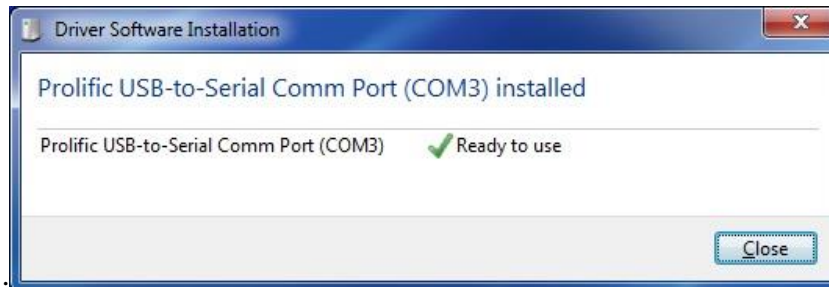 Driver Software Installation
Prolific USB-to-Serial Comm Port (COM3) installed
Prolific USB-to-Serial Comm Port (COM3) Ready to use
Close
.